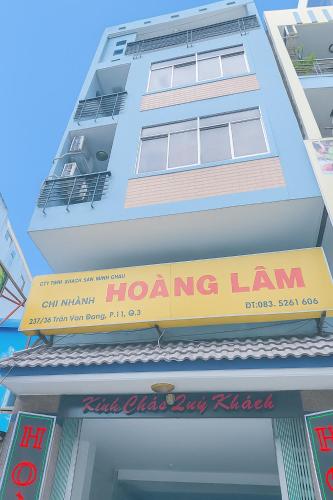 CTY TNHH KHÁCH SẠN MINH CHÂU
CHI NHÁNH HOÀNG LÂM
237/36 Trần Văn Đang, P.11, Q.3 ĐT:083. 5261 606
Kính Chào Quý Khách
HO
H